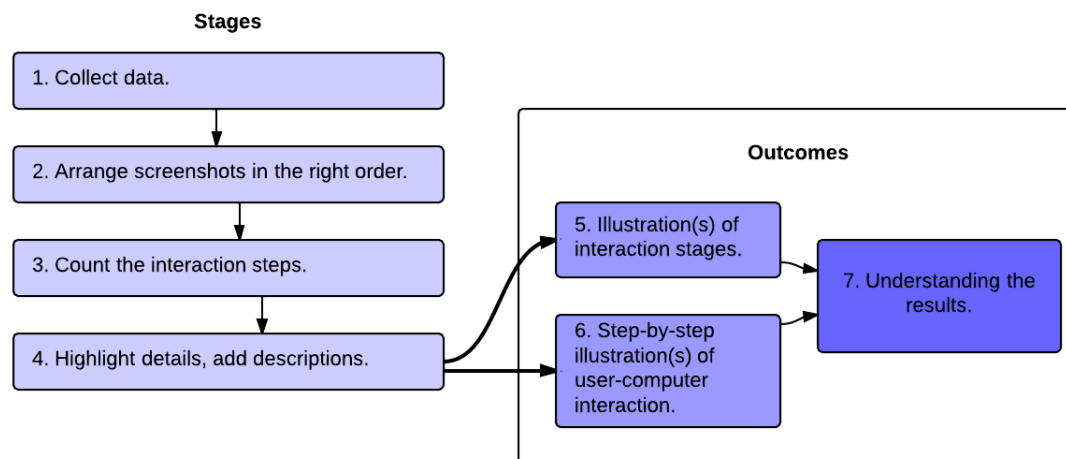 Stages
1. Collect data.
2. Arrange screenshots in the right order.
3. Count the interaction steps.
4. Highlight details, add descriptions.
Outcomes
5. Illustration(s) of
interaction stages.
6. Step-by-step
illustration(s) of
user-computer
interaction.
7. Understanding the
results.